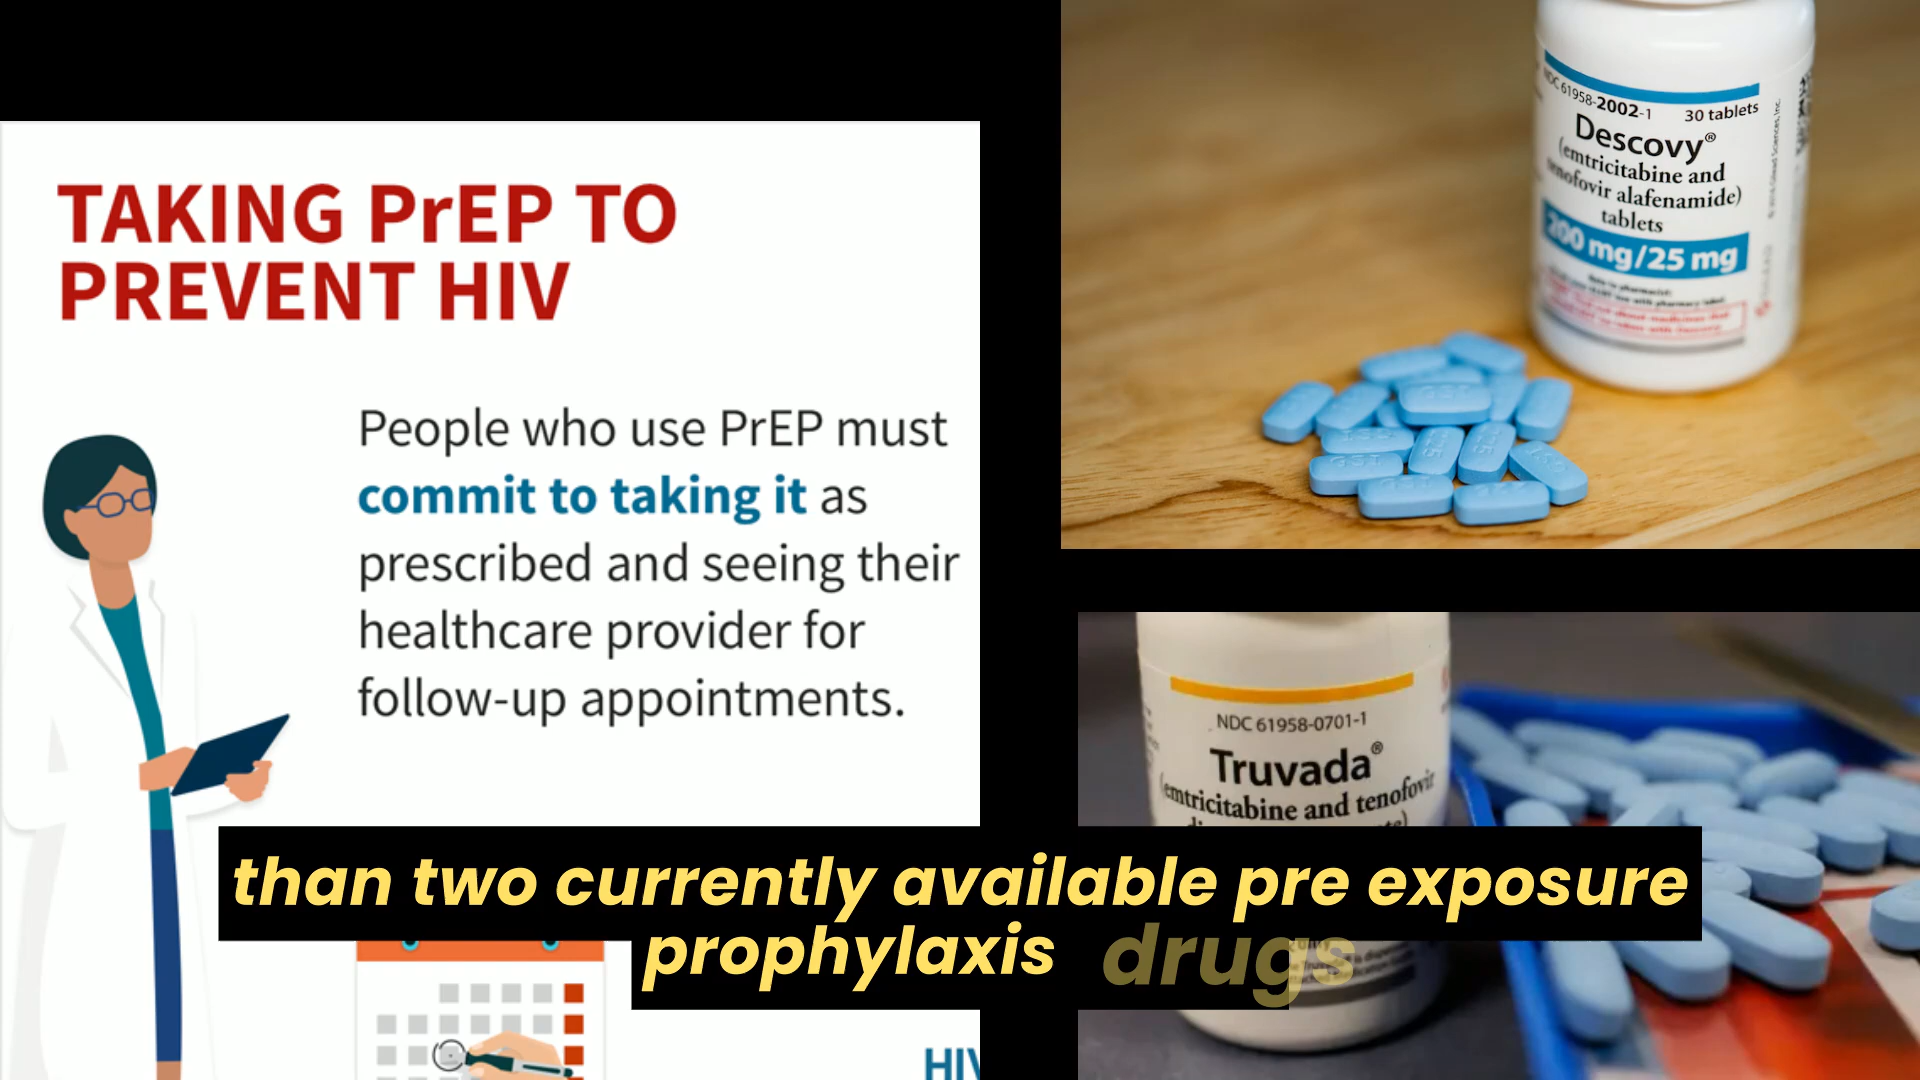 TAKING PrEP TO
PREVENT HIV
People who use PrEP must
commit to taking it as
prescribed and seeing their
healthcare provider for
follow-up appointments.
HIV
NDC 61958-2002-1 30 tablets
Descovy®
(emtricitabine and
tenofovir alafenamide)
tablets
200 mg/25 mg
NDC 61958-0701-1
Truvada®
(emtricitabine and tenofovir
than two currently available pre exposure
prophylaxis drugs